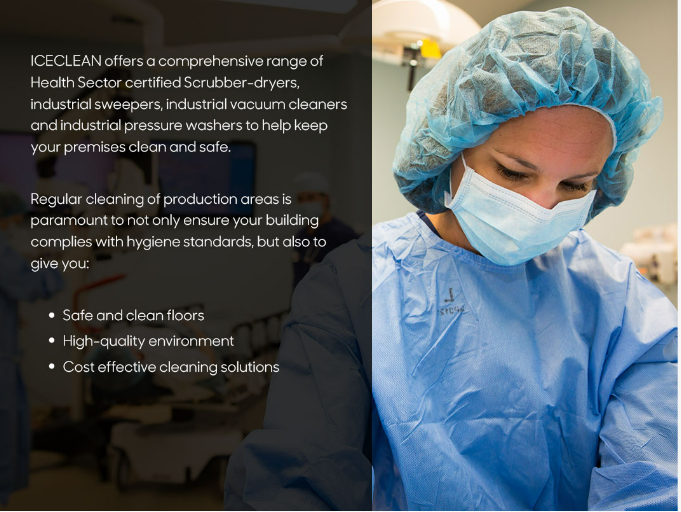 ICECLEAN offers a comprehensive range of
Health Sector certified Scrubber-dryers,
industrial sweepers, industrial vacuum cleaners
and industrial pressure washers to help keep
your premises clean and safe.
Regular cleaning of production areas is
paramount to not only ensure your building
complies with hygiene standards, but also to
give you:
• Safe and clean floors
• High-quality environment
• Cost effective cleaning solutions